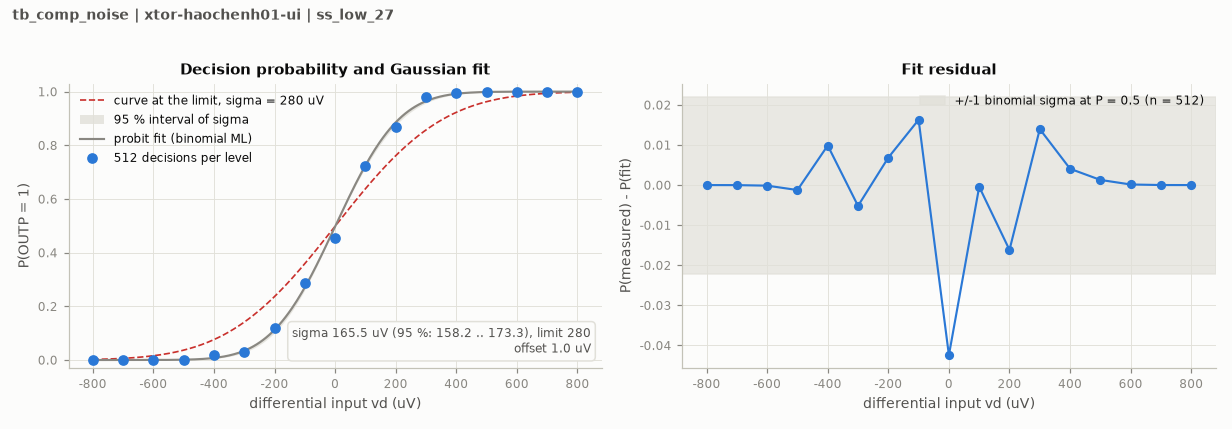 tb_comp_noise | xtor-haochenh01-ui | ss_low_27
Decision probability and Gaussian fit
curve at the limit, sigma = 280 uV
95 % interval of sigma
probit fit (binomial ML)
512 decisions per level
P(OUTP = 1)
1.0
0.8
0.6
0.4
0.2
0.0
sigma 165.5 uV (95 %: 158.2 .. 173.3), limit 280
offset 1.0 uV
-800 -600 -400 -200 0 200 400 600 800
differential input vd (uV)
Fit residual
+/-1 binomial sigma at P = 0.5 (n = 512)
P(measured) - P(fit)
0.02
0.01
0.00
-0.01
-0.02
-0.03
-0.04
-800 -600 -400 -200 0 200 400 600 800
differential input vd (uV)